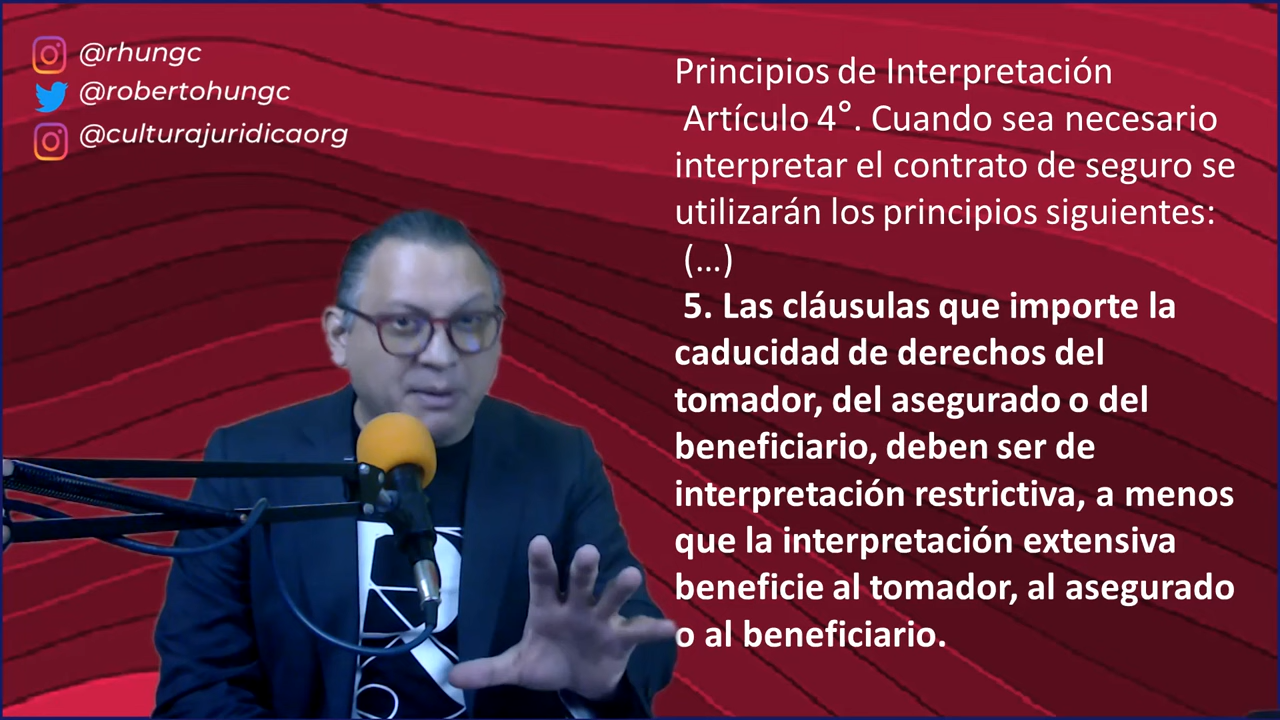 @rhungc
@robertohungc
@culturajuridicaorg
Principios de Interpretación
Artículo 4°. Cuando sea necesario
interpretar el contrato de seguro se
utilizarán los principios siguientes:
(...)
5. Las cláusulas que importe la
caducidad de derechos del
tomador, del asegurado o del
beneficiario, deben ser de
interpretación restrictiva, a menos
que la interpretación extensiva
beneficie al tomador, al asegurado
o al beneficiario.